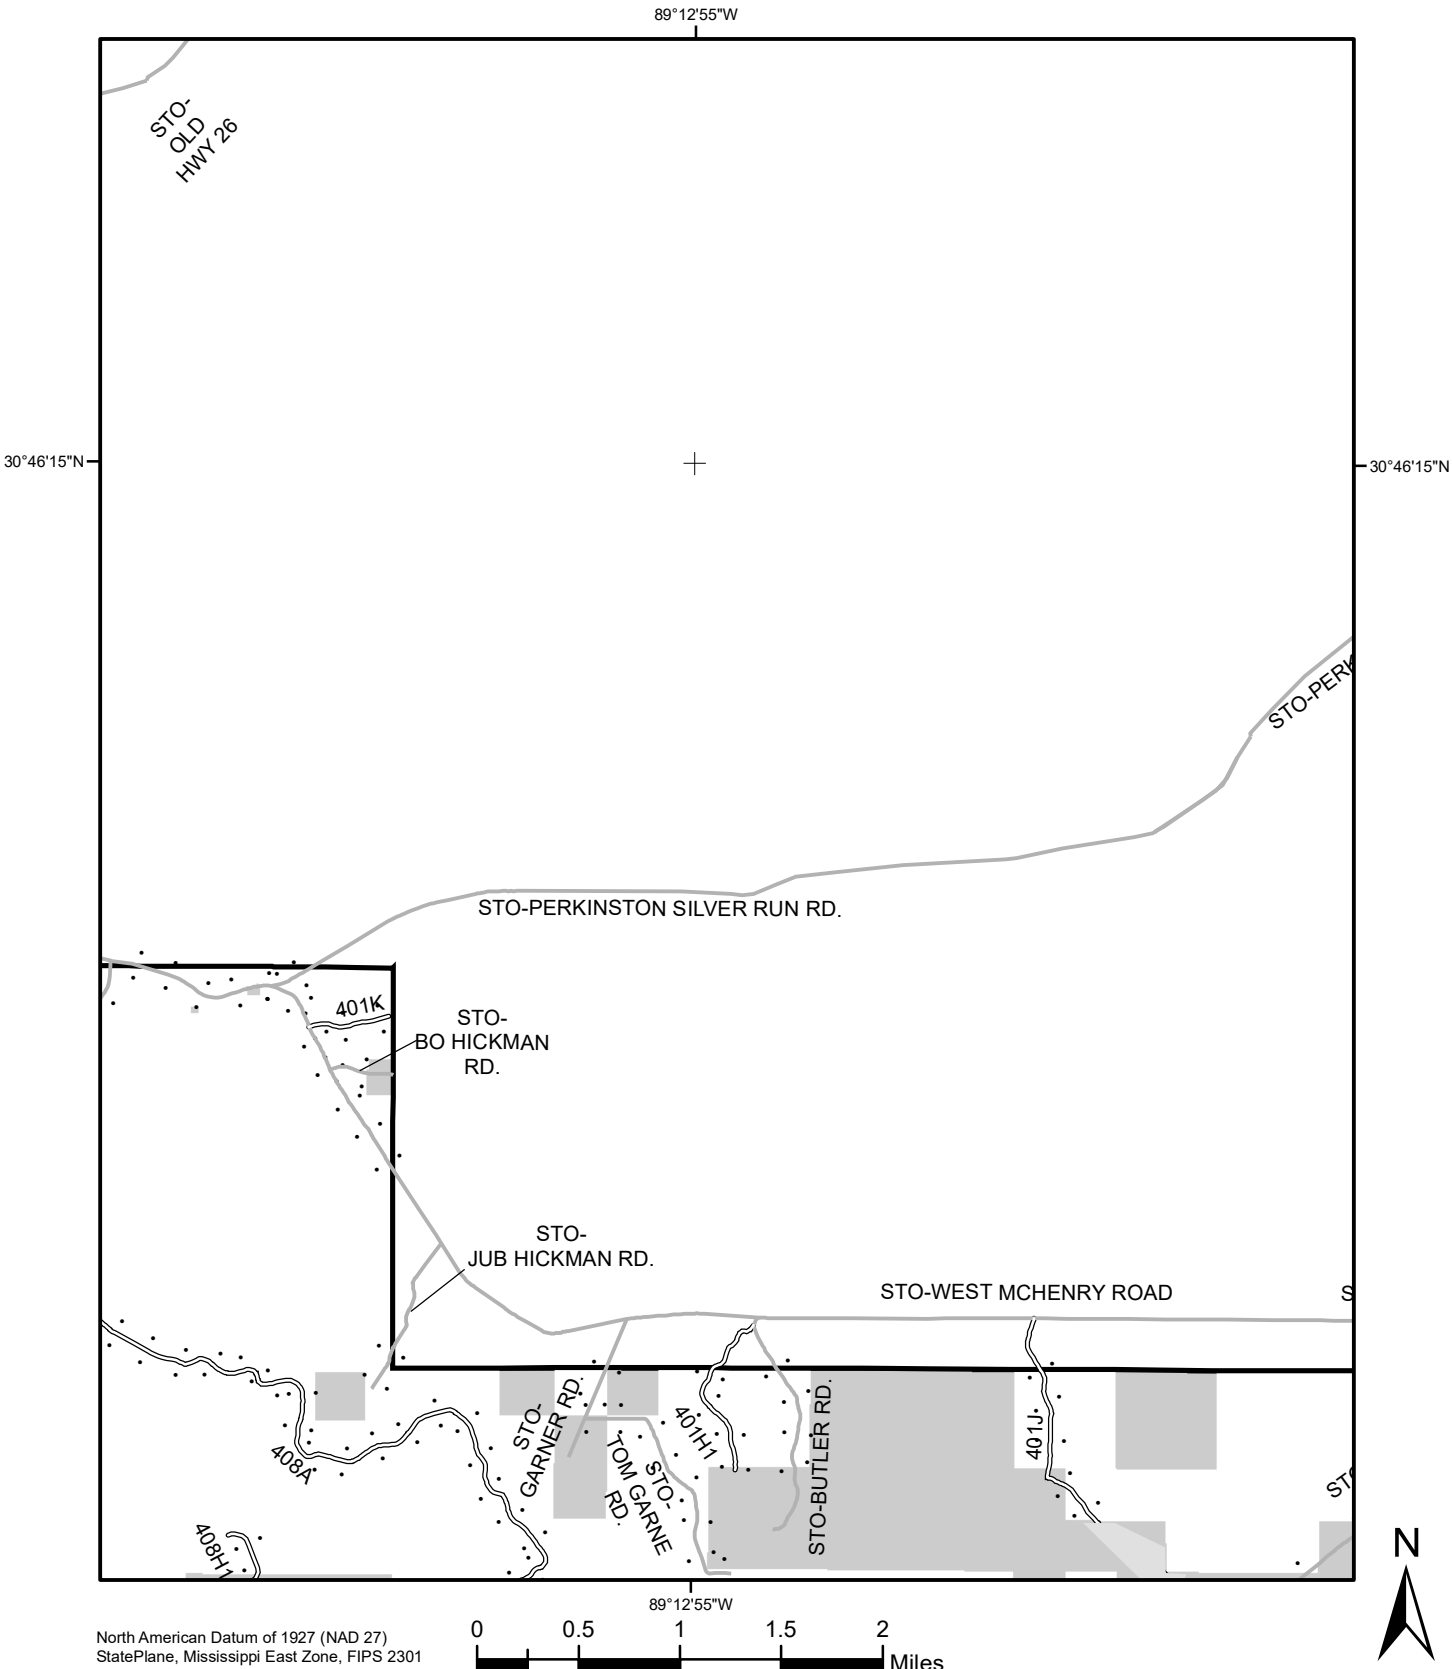 89°12'55"W
STO-
OLD
HWY 26
30°46'15"N
30°46'15"N
STO-PERK
STO-PERKINSTON SILVER RUN RD.
401K
STO-
BO HICKMAN
RD.
STO-
JUB HICKMAN RD.
STO-WEST MCHENRY ROAD
S
408A
STO-
GARNER RD.
STO-
TOM GARNE
RD.
401H1
STO-BUTLER RD.
401J
STO
408H1
N
89°12'55"W
North American Datum of 1927 (NAD 27)
StatePlane, Mississippi East Zone, FIPS 2301
0 0.5 1 1.5 2
Miles